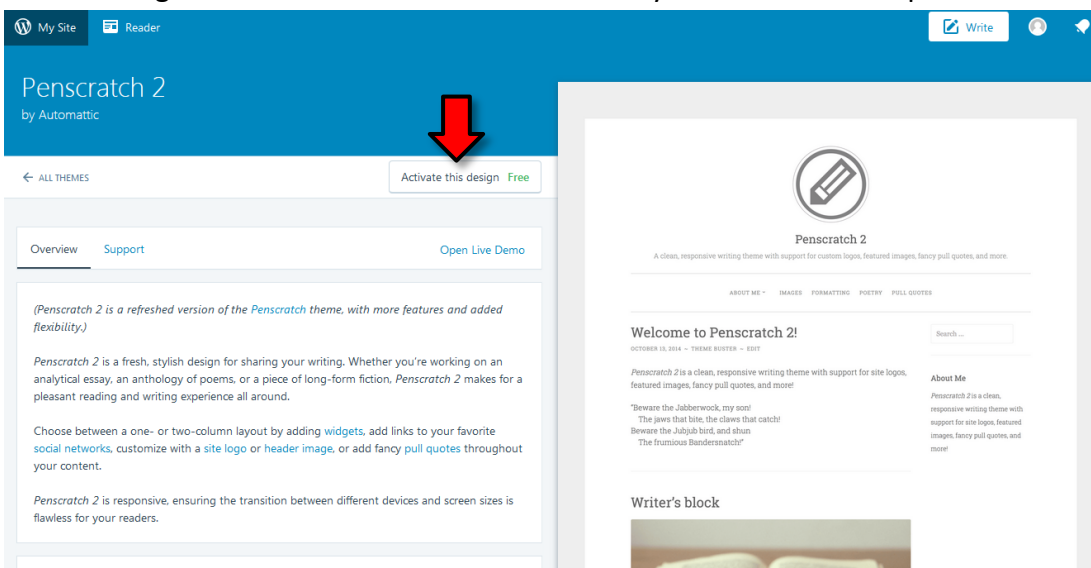 My Site
Reader
Write
Penscratch 2
by Automattic
← ALL THEMES
Activate this design Free
Overview
Support
Open Live Demo
(Penscratch 2 is a refreshed version of the Penscratch theme, with more features and added
flexibility.)
Penscratch 2 is a fresh, stylish design for sharing your writing. Whether you're working on an
analytical essay, an anthology of poems, or a piece of long-form fiction, Penscratch 2 makes for a
pleasant reading and writing experience all around.
Choose between a one- or two-column layout by adding widgets, add links to your favorite
social networks, customize with a site logo or header image, or add fancy pull quotes throughout
your content.
Penscratch 2 is responsive, ensuring the transition between different devices and screen sizes is
flawless for your readers.
Penscratch 2
A clean, responsive writing theme with support for custom logos, featured images, fancy pull quotes, and more.
ABOUT ME
IMAGES
FORMATTING
POETRY
PULL QUOTES
Welcome to Penscratch 2!
OCTOBER 15, 2014 ~ THEME BUSTER ~ EDIT
Penscratch 2 is a clean, responsive writing theme with support for site logos,
featured images, fancy pull quotes, and more!
"Beware the Jabberwock, my son!
The jaws that bite, the claws that catch!
Beware the Jubjub bird, and shun
The frumious Bandersnatch!"
Writer's block
Search ...
About Me
Penscratch 2 is a clean,
responsive writing theme with
support for site logos, featured
images, fancy pull quotes, and
more!